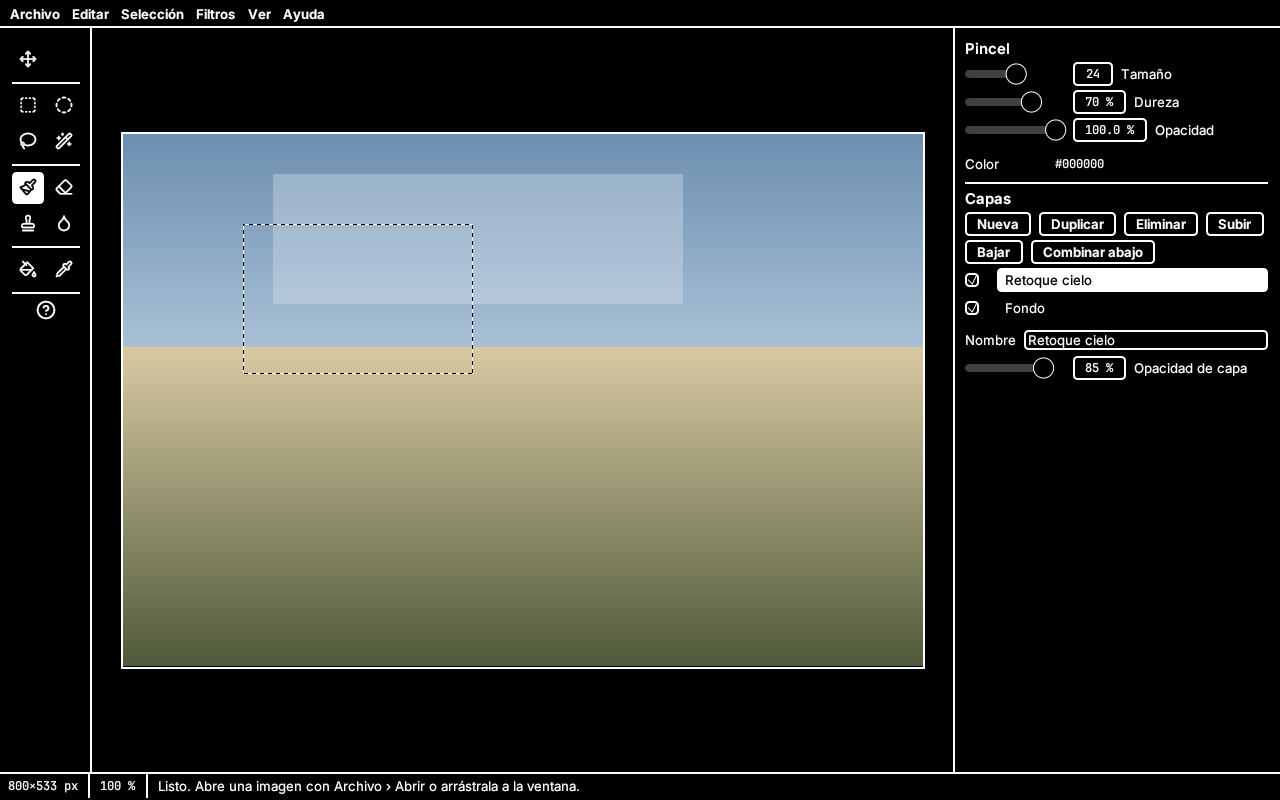 Archivo Editar Selección Filtros Ver Ayuda
Pincel
24 Tamaño
70 % Dureza
100.0 % Opacidad
Color #000000
Capas
Nueva Duplicar Eliminar Subir
Bajar Combinar abajo
Retoque cielo
Fondo
Nombre Retoque cielo
85 % Opacidad de capa
800×533 px 100 % Listo. Abre una imagen con Archivo › Abrir o arrástrala a la ventana.